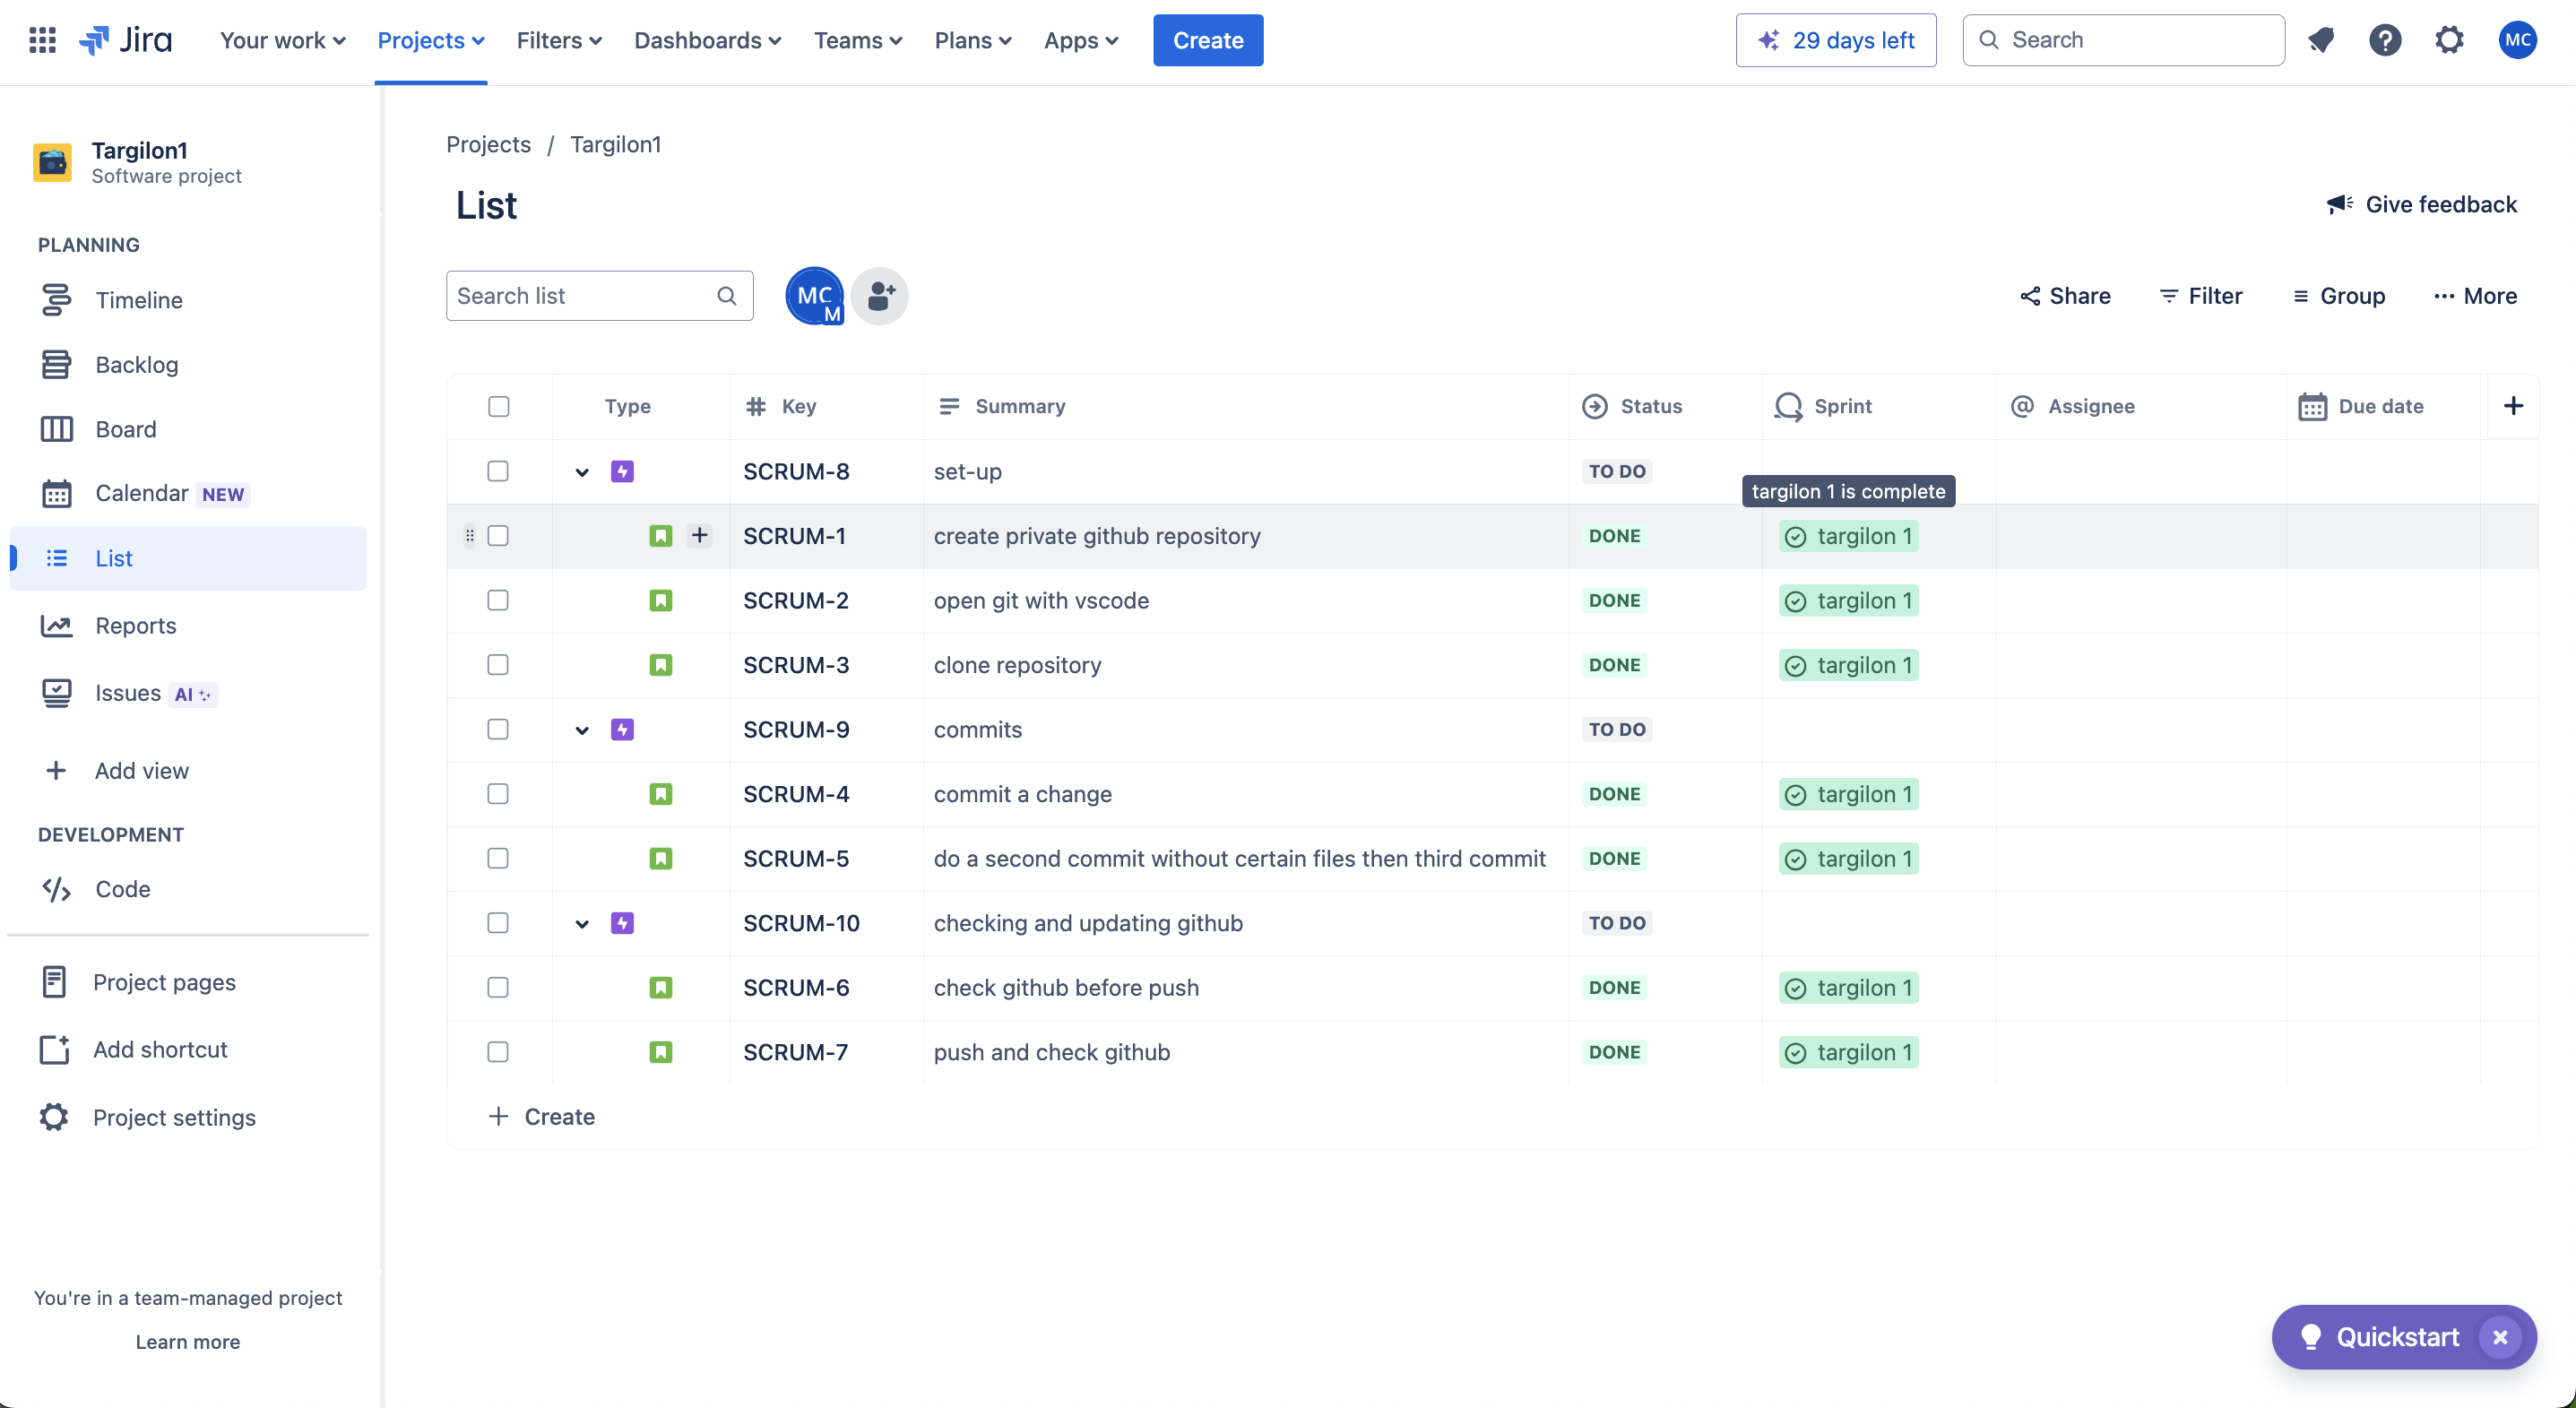 Jira Your work Projects Filters Dashboards Teams Plans Apps Create 29 days left Search MC
Targilon1
Software project
PLANNING
Timeline
Backlog
Board
Calendar NEW
List
Reports
Issues AI
Add view
DEVELOPMENT
Code
Project pages
Add shortcut
Project settings
You're in a team-managed project
Learn more
Projects / Targilon1
List
Give feedback
Search list MC M Share Filter Group More
Type Key Summary Status Sprint Assignee Due date
SCRUM-8 set-up TO DO
targilon 1 is complete
SCRUM-1 create private github repository DONE targilon 1
SCRUM-2 open git with vscode DONE targilon 1
SCRUM-3 clone repository DONE targilon 1
SCRUM-9 commits TO DO
SCRUM-4 commit a change DONE targilon 1
SCRUM-5 do a second commit without certain files then third commit DONE targilon 1
SCRUM-10 checking and updating github TO DO
SCRUM-6 check github before push DONE targilon 1
SCRUM-7 push and check github DONE targilon 1
Create
Quickstart